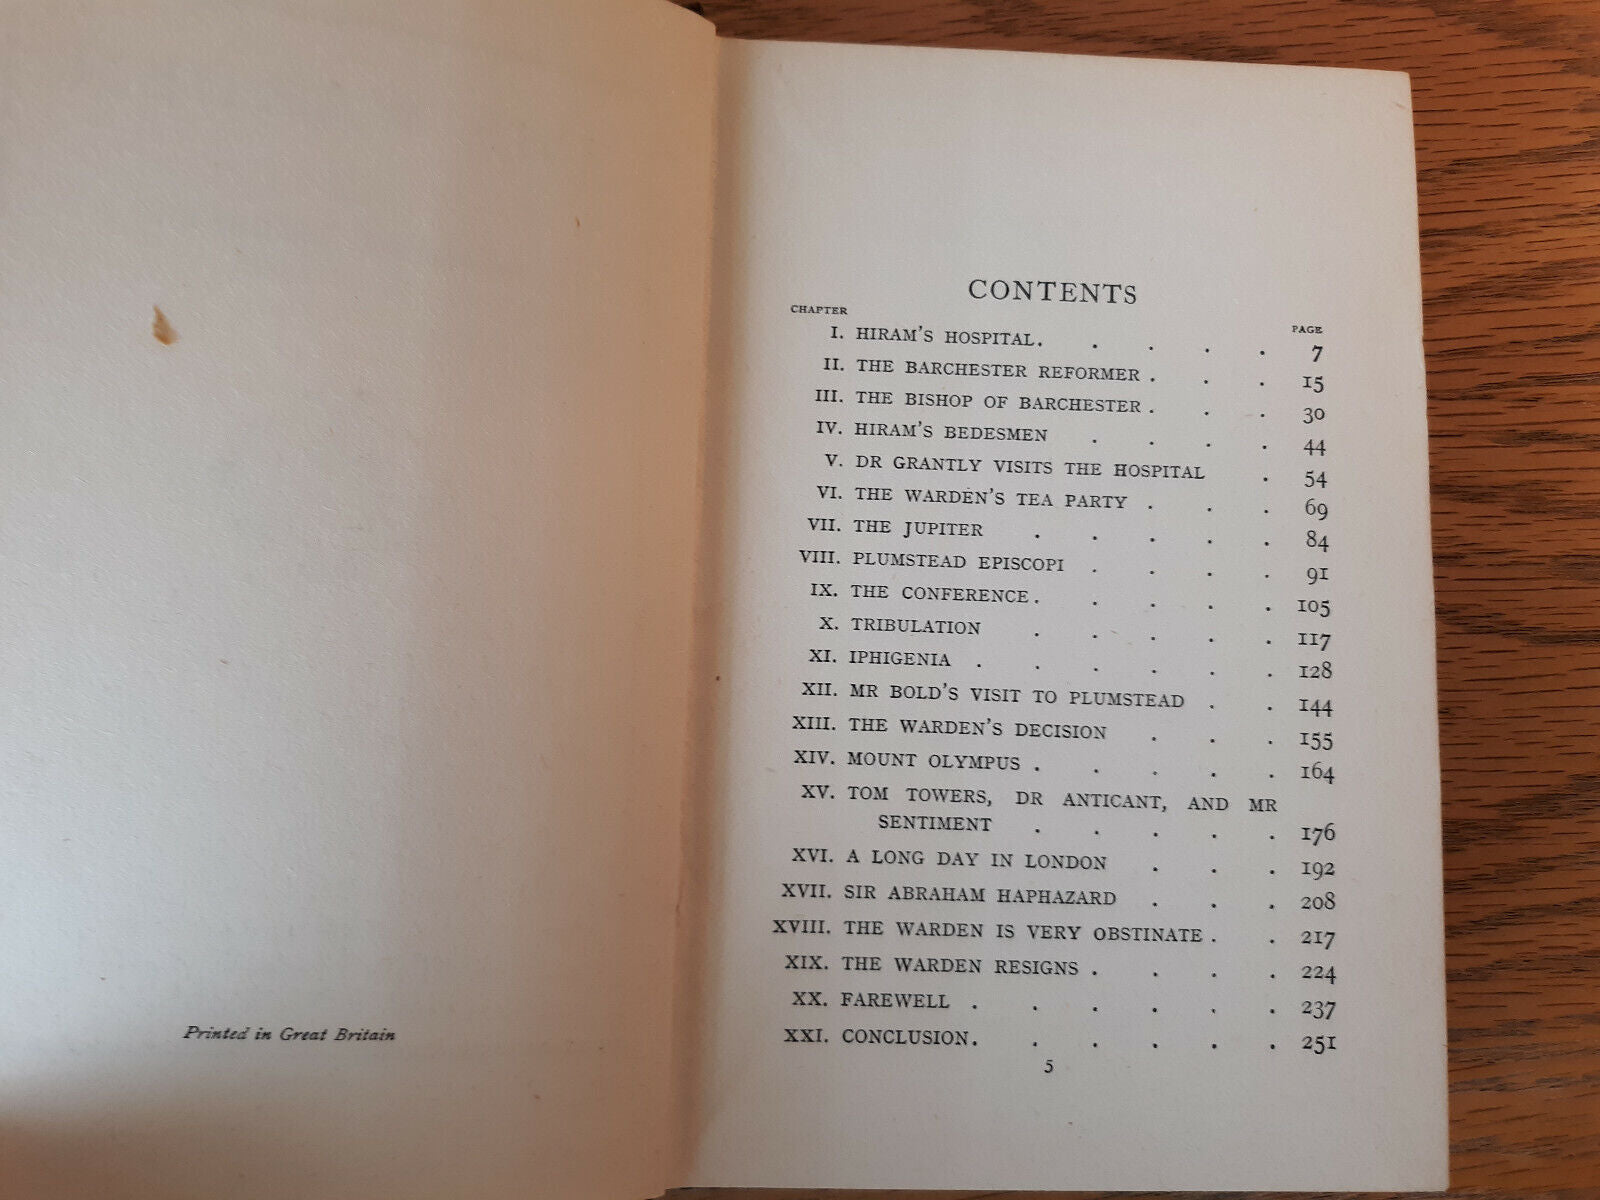 Printed in Great Britain
CONTENTS
CHAPTER PAGE
I. HIRAM'S HOSPITAL. . . . . 7
II. THE BARCHESTER REFORMER . . . 15
III. THE BISHOP OF BARCHESTER . . . 30
IV. HIRAM'S BEDESMEN . . . . 44
V. DR GRANTLY VISITS THE HOSPITAL . 54
VI. THE WARDEN'S TEA PARTY . . . 69
VII. THE JUPITER . . . . . 84
VIII. PLUMSTEAD EPISCOPI . . . . 91
IX. THE CONFERENCE . . . . . 105
X. TRIBULATION . . . . . 117
XI. IPHIGENIA . . . . . . 128
XII. MR BOLD'S VISIT TO PLUMSTEAD . . 144
XIII. THE WARDEN'S DECISION . . . 155
XIV. MOUNT OLYMPUS . . . . . 164
XV. TOM TOWERS, DR ANTICANT, AND MR
SENTIMENT . . . . . 176
XVI. A LONG DAY IN LONDON . . . 192
XVII. SIR ABRAHAM HAPHAZARD . . . 208
XVIII. THE WARDEN IS VERY OBSTINATE . . 217
XIX. THE WARDEN RESIGNS . . . . 224
XX. FAREWELL . . . . . . 237
XXI. CONCLUSION. . . . . . 251
5